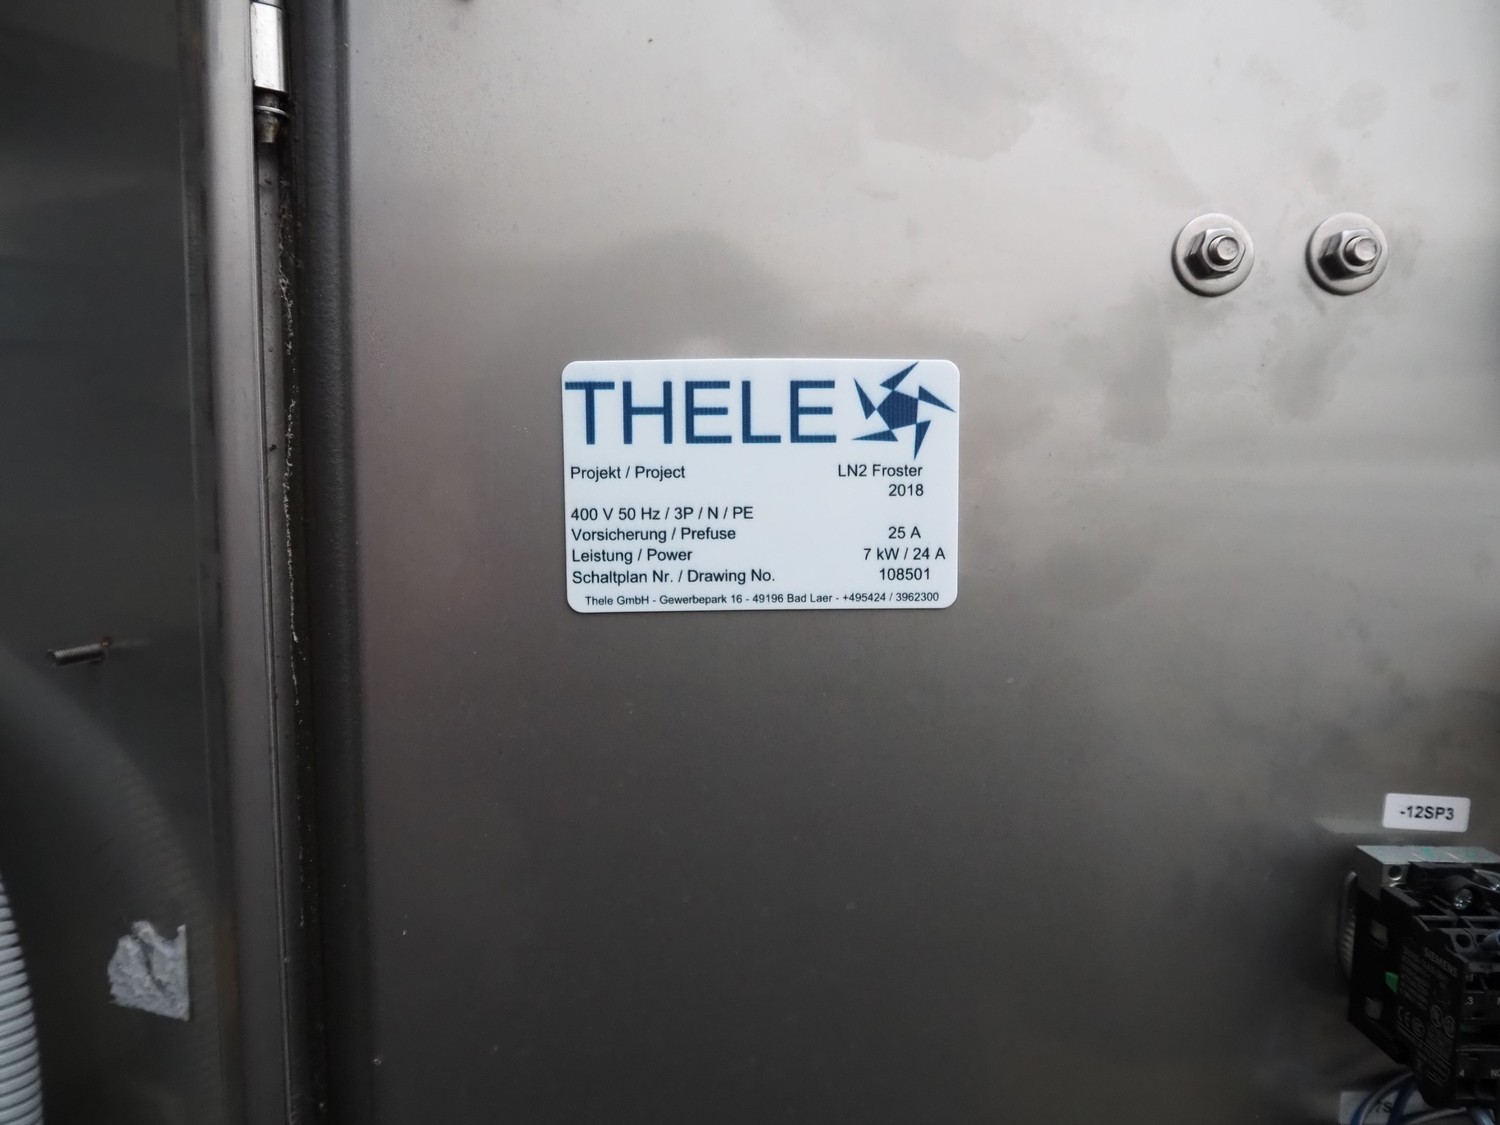 THELE
Projekt / Project LN2 Froster
2018
400 V 50 Hz / 3P / N / PE
Vorsicherung / Prefuse 25 A
Leistung / Power 7 kW / 24 A
Schaltplan Nr. / Drawing No. 108501
Thele GmbH - Gewerbepark 16 - 49196 Bad Laer - +495424 / 3962300
-12SP3
SIEMENS